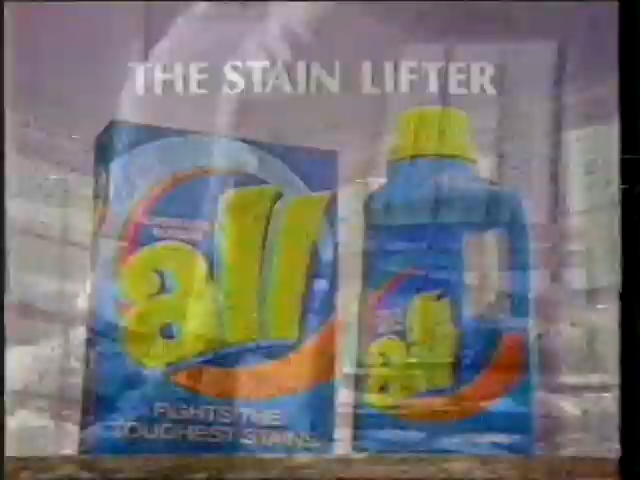 THE STAIN LIFTER
all
all
FIGHTS THE
TOUGHEST STAINS